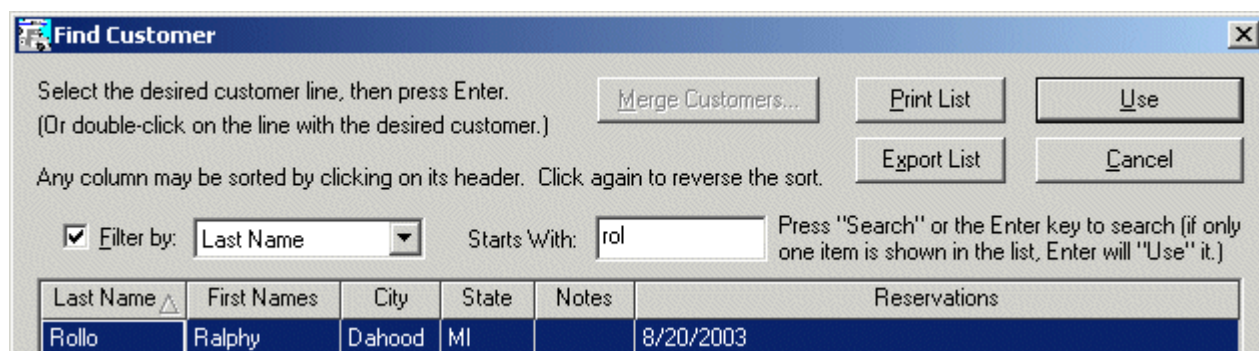 Find Customer
Select the desired customer line, then press Enter.
(Or double-click on the line with the desired customer.)
Merge Customers...
Print List
Use
Export List
Cancel
Any column may be sorted by clicking on its header.  Click again to reverse the sort.
Filter by:
Last Name
Starts With:
rol
Press "Search" or the Enter key to search (if only
one item is shown in the list, Enter will "Use" it.)
Last Name First Names City State Notes Reservations
Rollo Ralphy Dahood MI 8/20/2003